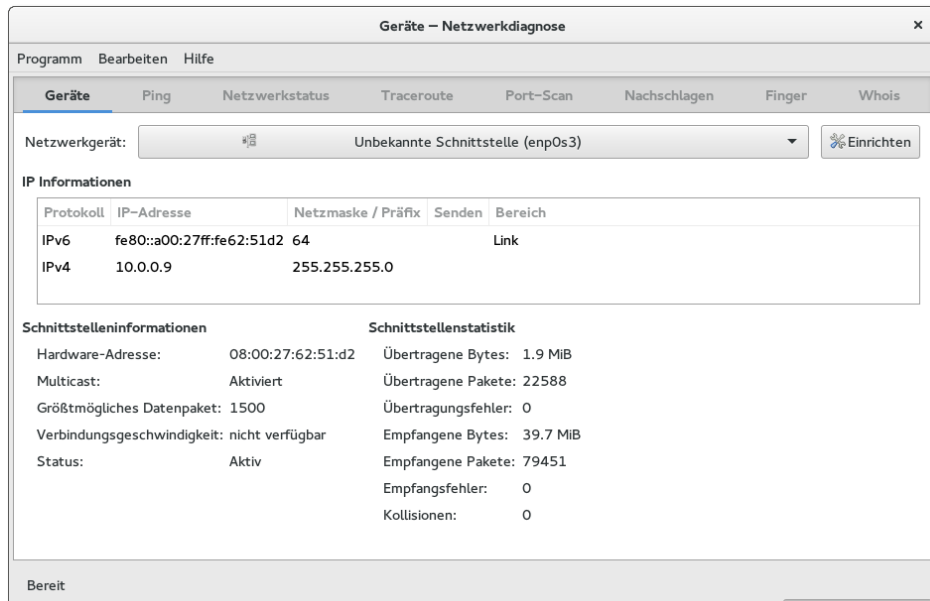 Geräte – Netzwerkdiagnose ×
Programm Bearbeiten Hilfe
Geräte Ping Netzwerkstatus Traceroute Port-Scan Nachschlagen Finger Whois
Netzwerkgerät: Unbekannte Schnittstelle (enp0s3) Einrichten
IP Informationen
Protokoll IP-Adresse Netzmaske / Präfix Senden Bereich
IPv6 fe80::a00:27ff:fe62:51d2 64 Link
IPv4 10.0.0.9 255.255.255.0
Schnittstelleninformationen Schnittstellenstatistik
Hardware-Adresse: 08:00:27:62:51:d2 Übertragene Bytes: 1.9 MiB
Multicast: Aktiviert Übertragene Pakete: 22588
Größtmögliches Datenpaket: 1500 Übertragungsfehler: 0
Verbindungsgeschwindigkeit: nicht verfügbar Empfangene Bytes: 39.7 MiB
Status: Aktiv Empfangene Pakete: 79451
Empfangsfehler: 0
Kollisionen: 0
Bereit